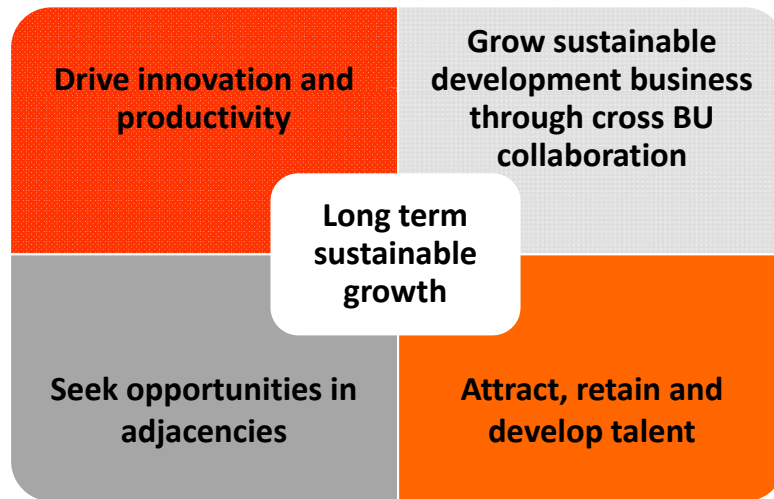 Drive innovation and
productivity
Grow sustainable
development business
through cross BU
collaboration
Long term
sustainable
growth
Seek opportunities in
adjacencies
Attract, retain and
develop talent